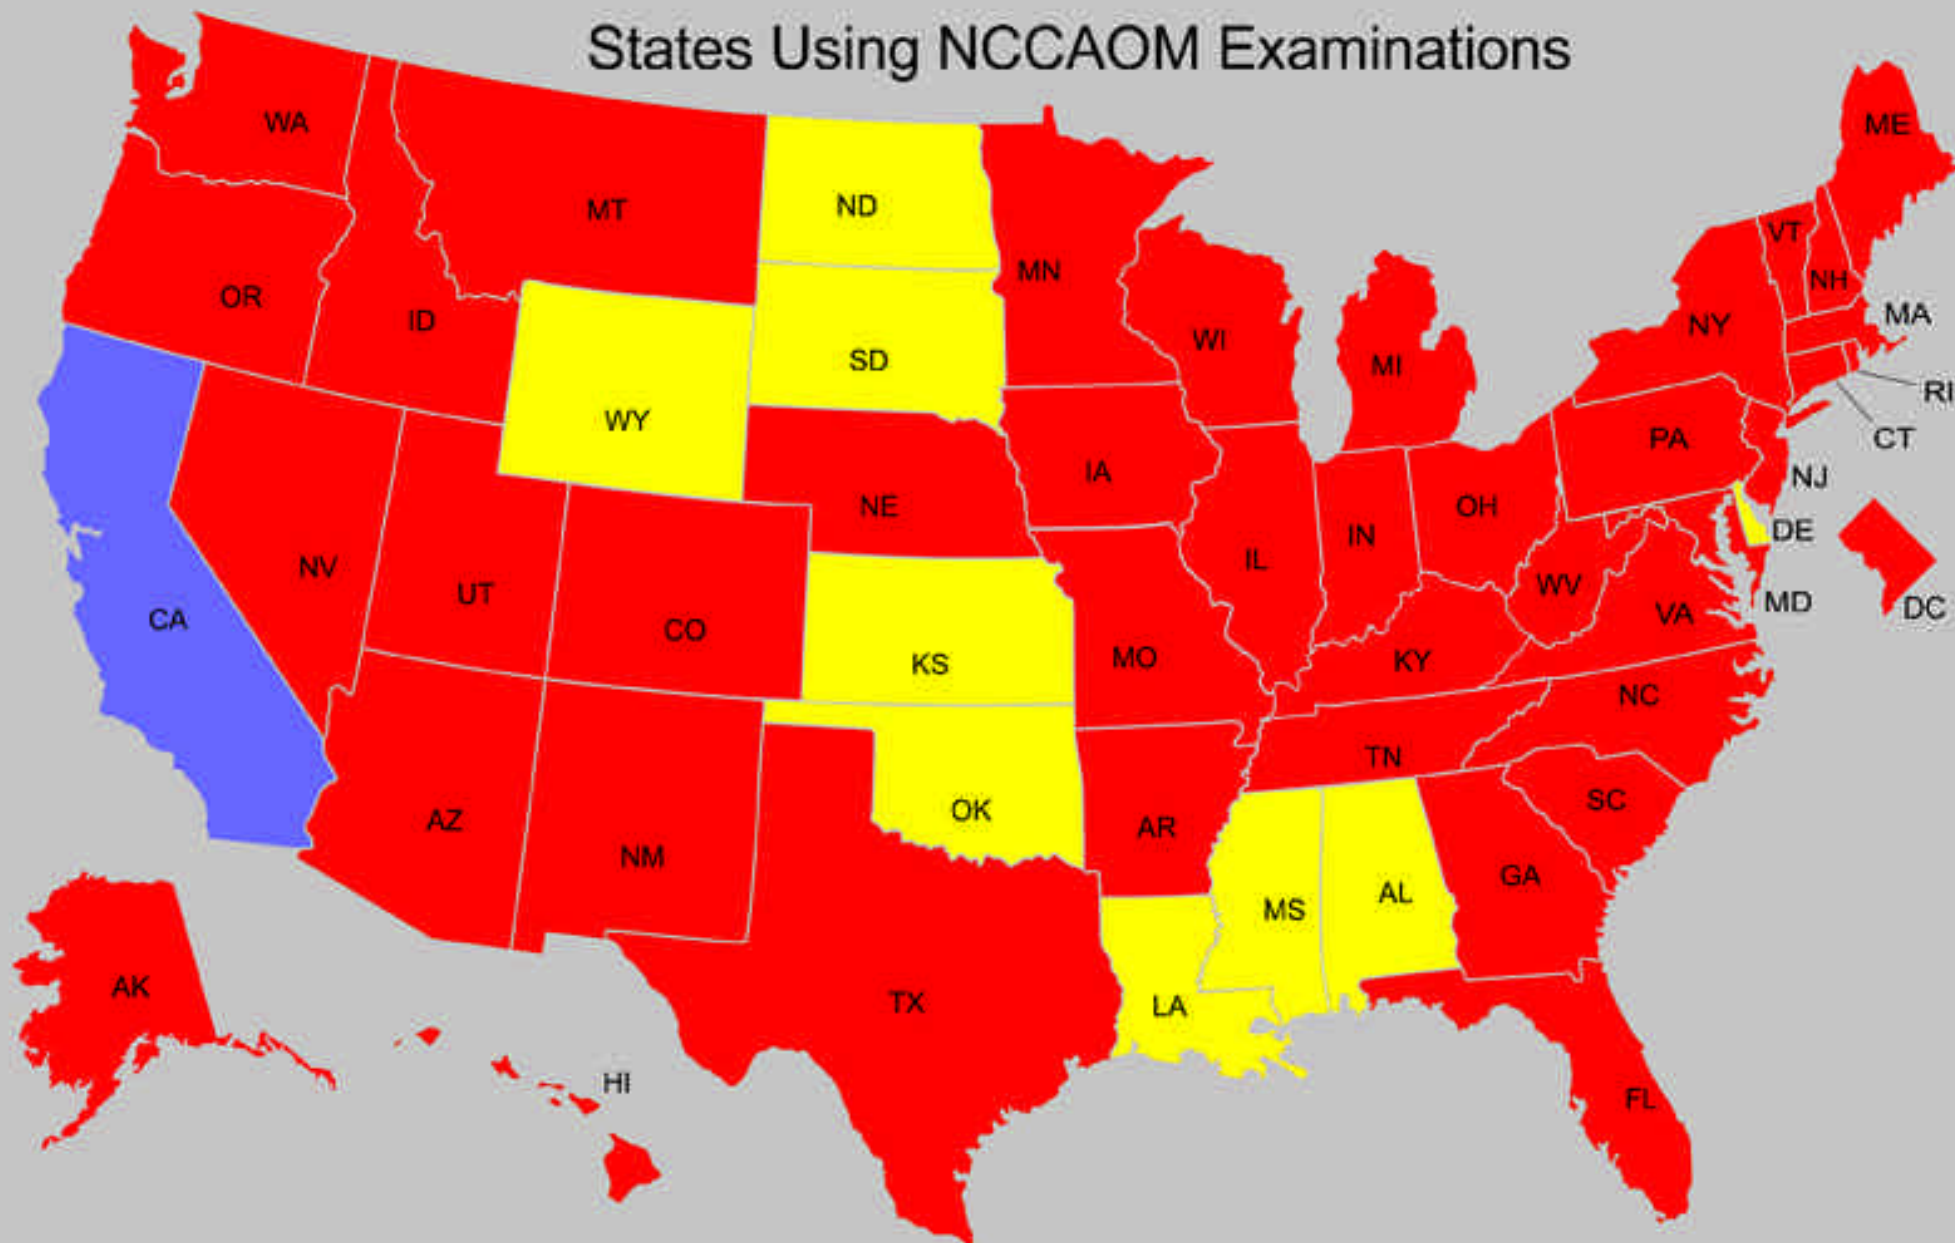 States Using NCCAOM Examinations
WA
ME
MT
ND
VT
MN
NH
OR
ID
MA
NY
WI
SD
MI
RI
WY
PA
CT
IA
NJ
NE
OH
IN
DE
IL
NV
UT
WV
MD
DC
CA
CO
VA
MO
KS
KY
NC
TN
SC
OK
AZ
AR
NM
GA
AL
MS
AK
TX
LA
HI
FL